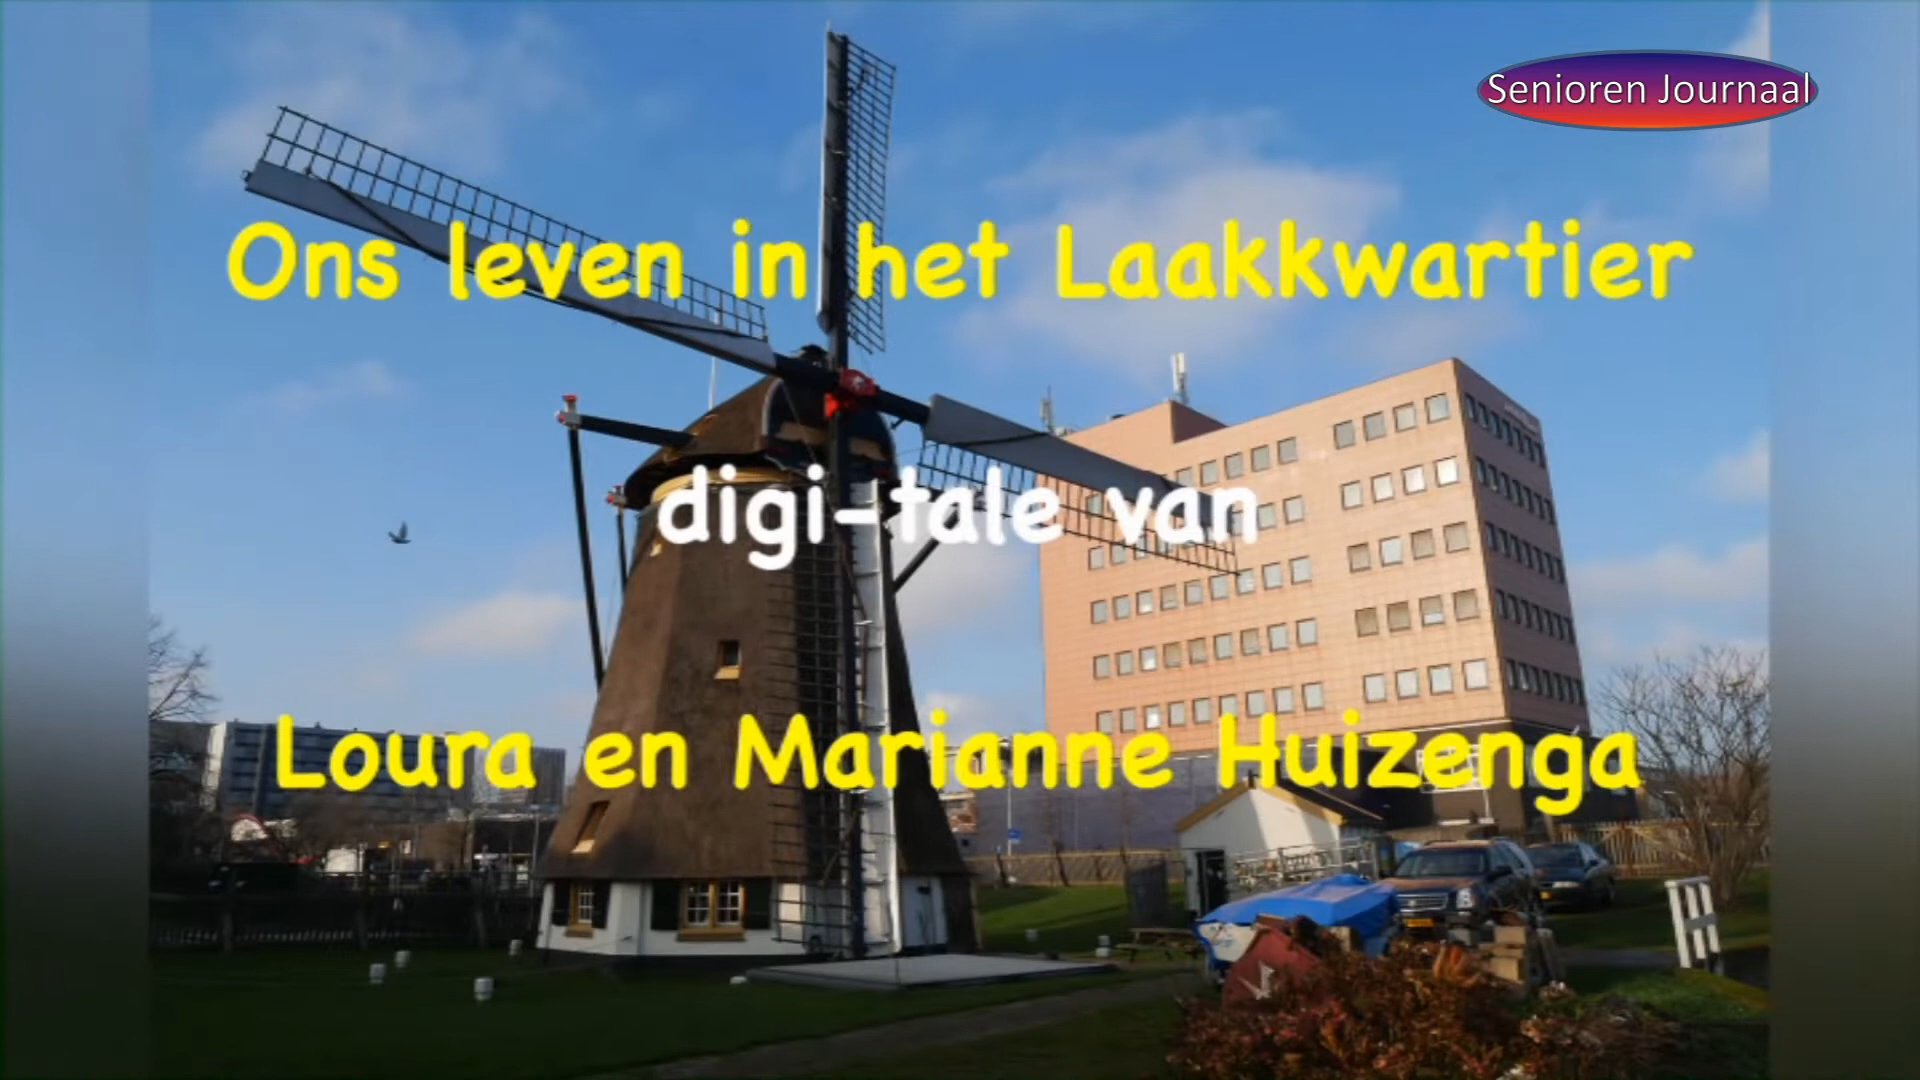 Senioren Journaal
Ons leven in het Laakkwartier
digi-tale van
Loura en Marianne Huizenga